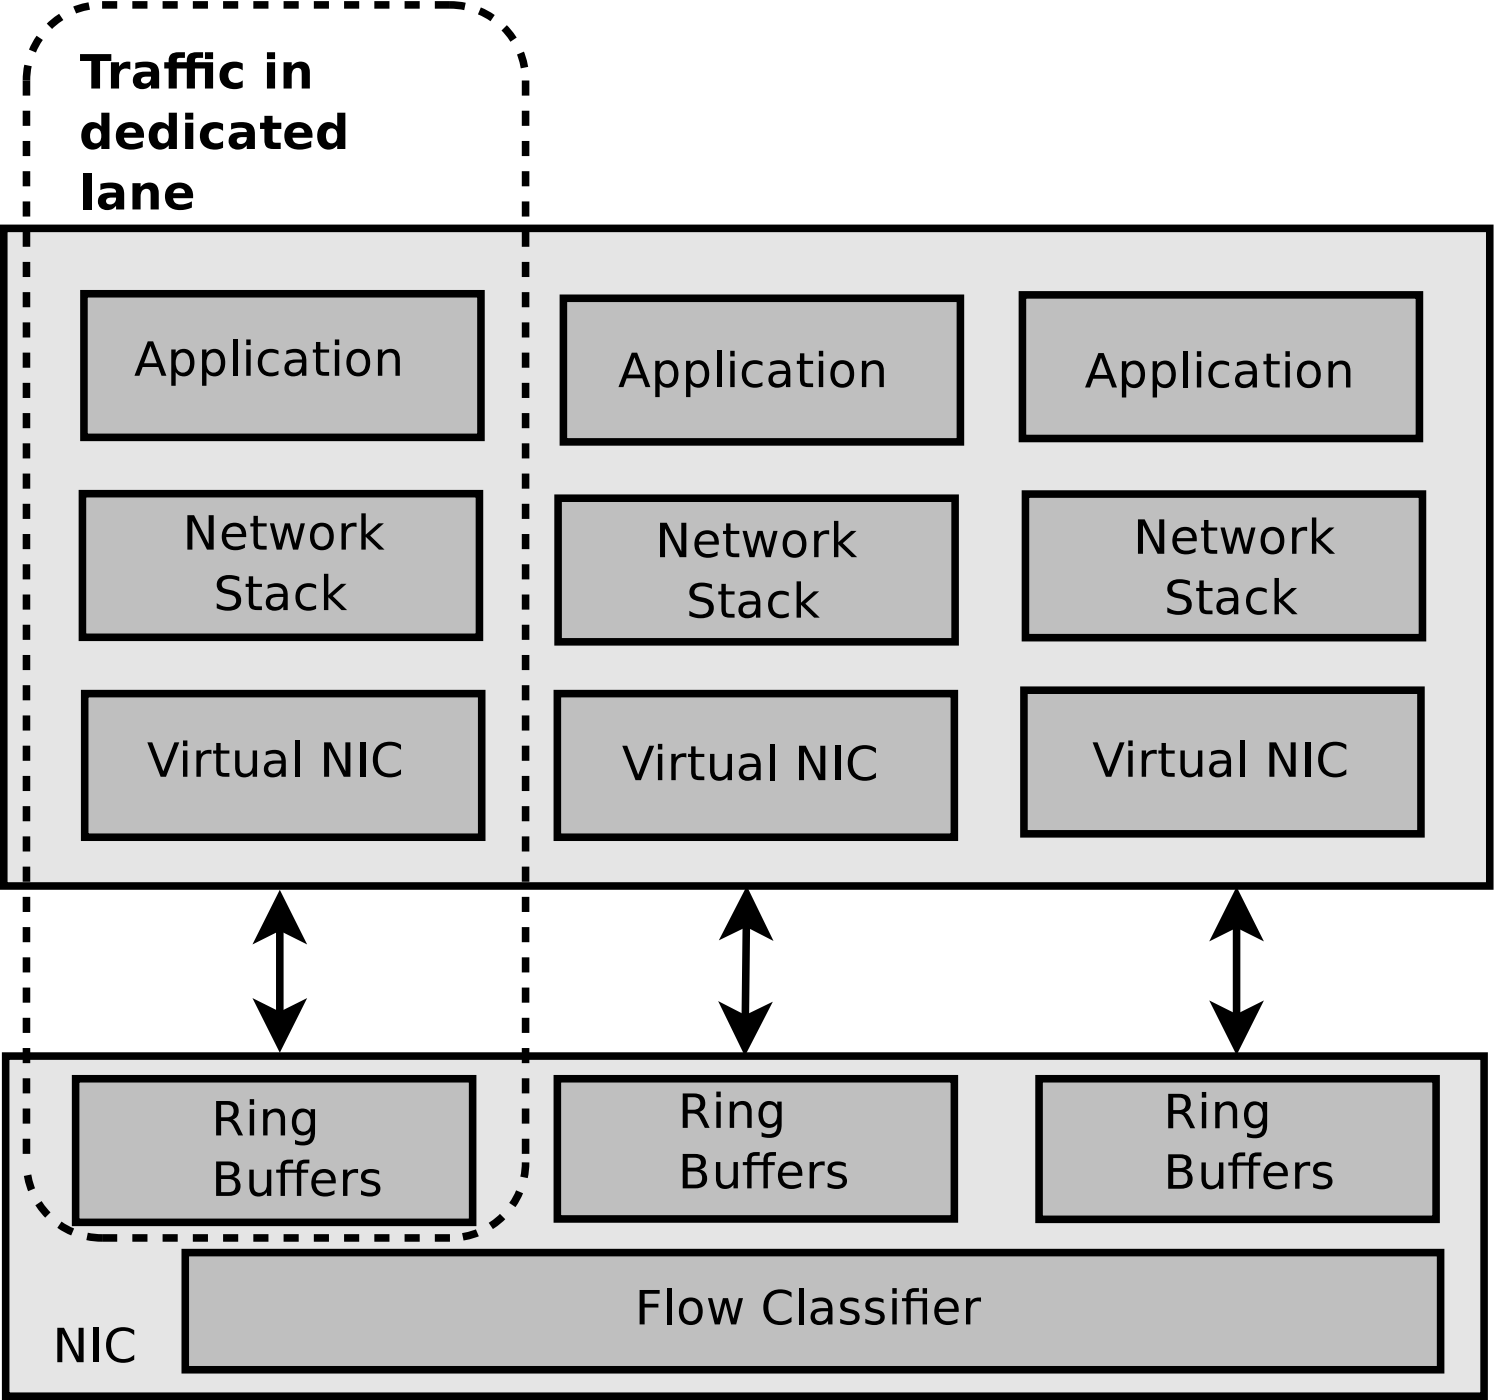 Traffic in
dedicated
lane
Application
Application
Application
Network
Stack
Network
Stack
Network
Stack
Virtual NIC
Virtual NIC
Virtual NIC
Ring
Buffers
Ring
Buffers
Ring
Buffers
Flow Classifier
NIC